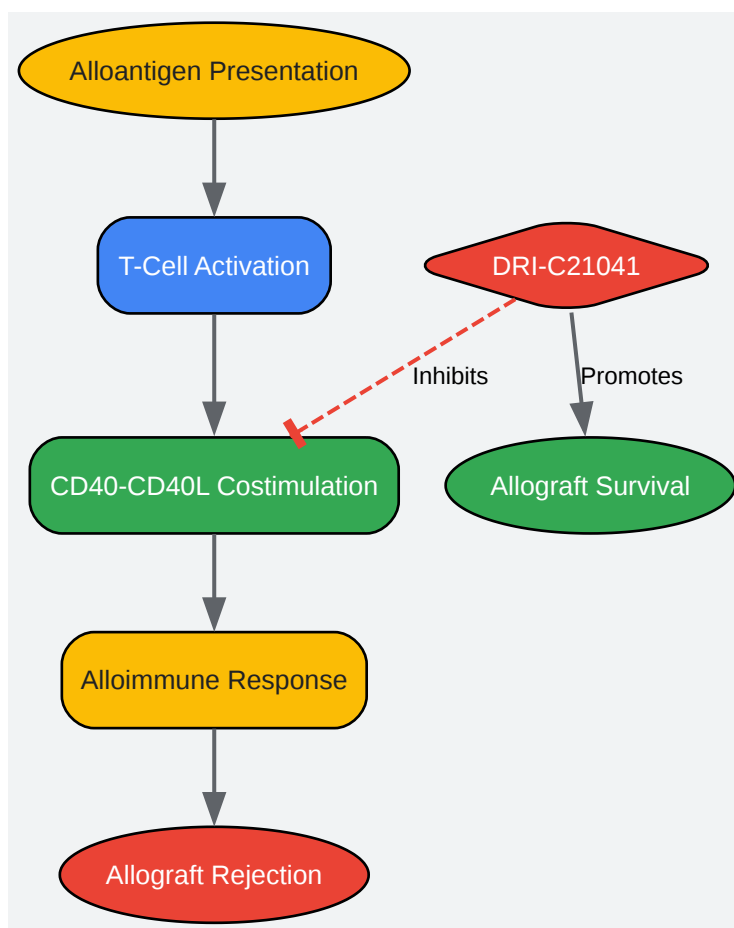 Alloantigen Presentation
T-Cell Activation
DRI-C21041
Inhibits
Promotes
CD40-CD40L Costimulation
Allograft Survival
Alloimmune Response
Allograft Rejection